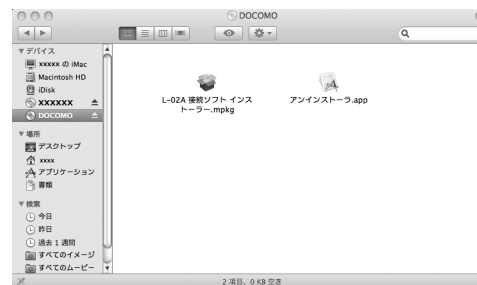 DOCOMO
▼デバイス
xxxxx の iMac
Macintosh HD
iDisk
XXXXXX
DOCOMO
▼場所
デスクトップ
xxxx
アプリケーション
書類
▼検索
今日
昨日
過去 1 週間
すべてのイメージ
すべてのムービー
L-02A 接続ソフト インス
トーラー.mpkg
アンインストーラ.app
2 項目、0 KB 空き